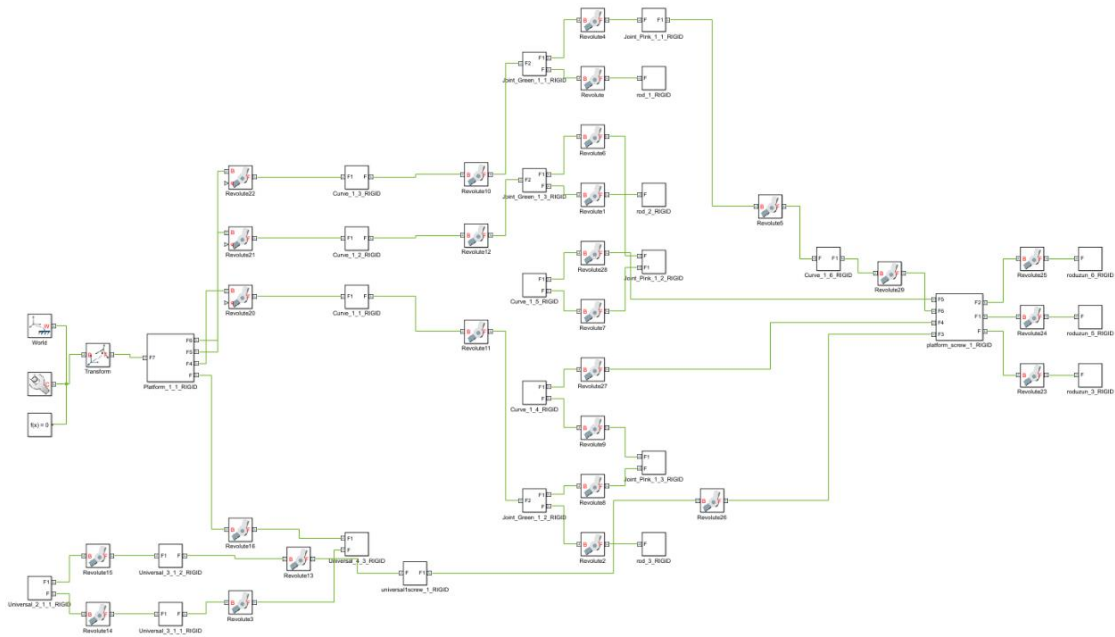 Revolute4
Joint_Pink_1_1_RIGID
Joint_Green_1_1_RIGID
Revolute
rod_1_RIGID
Revolute6
Revolute22
Curve_1_3_RIGID
Revolute10
Joint_Green_1_3_RIGID
Revolute1
rod_2_RIGID
Revolute5
Revolute21
Curve_1_2_RIGID
Revolute12
Revolute28
Joint_Pink_1_2_RIGID
Curve_1_6_RIGID
Revolute29
Revolute25
roduzun_6_RIGID
Revolute20
Curve_1_1_RIGID
Curve_1_5_RIGID
Revolute7
World
Revolute11
platform_screw_1_RIGID
Revolute24
roduzun_5_RIGID
Transform
Platform_1_1_RIGID
Revolute27
Revolute23
roduzun_3_RIGID
Curve_1_4_RIGID
f(x) = 0
Revolute9
Joint_Pink_1_3_RIGID
Joint_Green_1_2_RIGID
Revolute8
Revolute26
Revolute16
Universal_4_3_RIGID
Revolute2
rod_3_RIGID
Revolute15
Universal_3_1_2_RIGID
Revolute13
universal1screw_1_RIGID
Universal_2_1_1_RIGID
Revolute14
Universal_3_1_1_RIGID
Revolute3